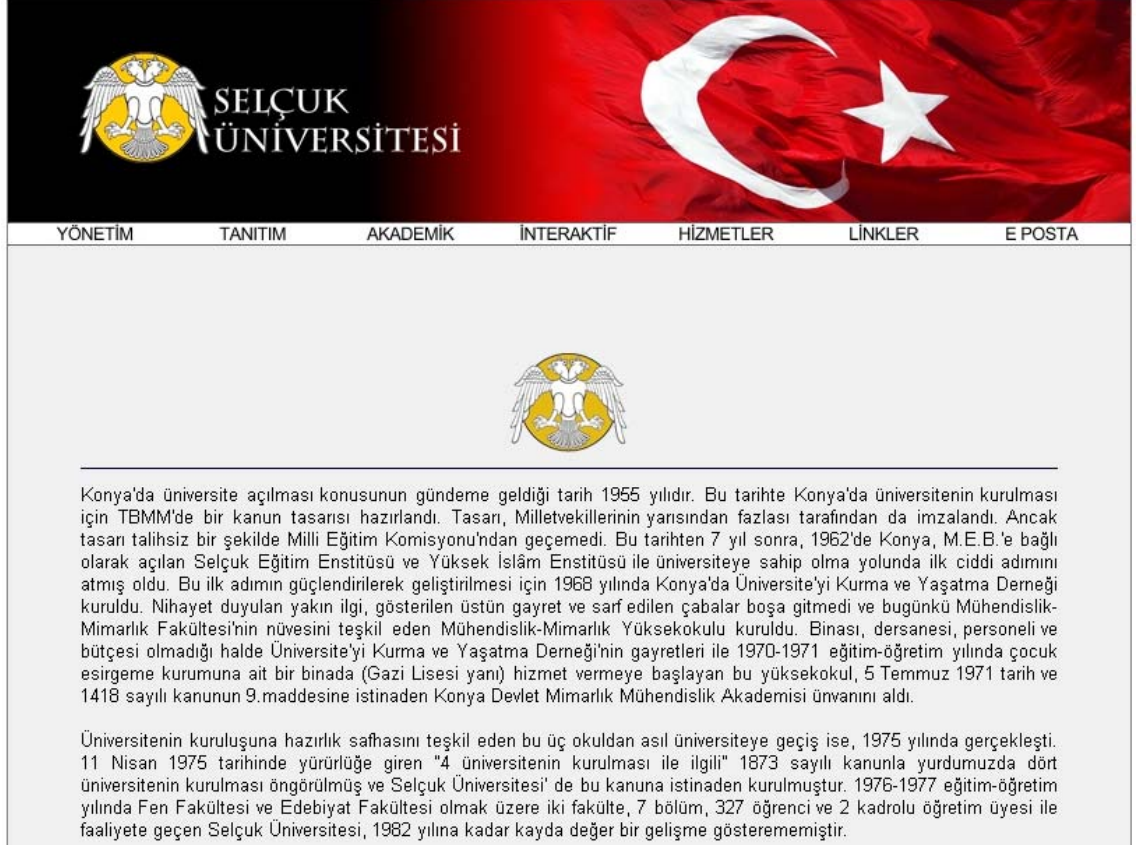 SELÇUK
ÜNİVERSİTESİ
YÖNETİM TANITIM AKADEMİK İNTERAKTİF HİZMETLER LİNKLER E POSTA
Konya'da üniversite açılması konusunun gündeme geldiği tarih 1955 yılıdır. Bu tarihte Konya'da üniversitenin kurulması
için TBMM'de bir kanun tasarısı hazırlandı. Tasarı, Milletvekillerinin yarısından fazlası tarafından da imzalandı. Ancak
tasarı talihsiz bir şekilde Milli Eğitim Komisyonu'ndan geçemedi. Bu tarihten 7 yıl sonra, 1962'de Konya, M.E.B.'e bağlı
olarak açılan Selçuk Eğitim Enstitüsü ve Yüksek İslâm Enstitüsü ile üniversiteye sahip olma yolunda ilk ciddi adımını
atmış oldu. Bu ilk adımın güçlendirilerek geliştirilmesi için 1968 yılında Konya'da Üniversite'yi Kurma ve Yaşatma Derneği
kuruldu. Nihayet duyulan yakın ilgi, gösterilen üstün gayret ve sarf edilen çabalar boşa gitmedi ve bugünkü Mühendislik-
Mimarlık Fakültesi'nin nüvesini teşkil eden Mühendislik-Mimarlık Yüksekokulu kuruldu. Binası, dersanesi, personeli ve
bütçesi olmadığı halde Üniversite'yi Kurma ve Yaşatma Derneği'nin gayretleri ile 1970-1971 eğitim-öğretim yılında çocuk
esirgeme kurumuna ait bir binada (Gazi Lisesi yanı) hizmet vermeye başlayan bu yüksekokul, 5 Temmuz 1971 tarih ve
1418 sayılı kanunun 9.maddesine istinaden Konya Devlet Mimarlık Mühendislik Akademisi ünvanını aldı.
Üniversitenin kuruluşuna hazırlık safhasını teşkil eden bu üç okuldan asıl üniversiteye geçiş ise, 1975 yılında gerçekleşti.
11 Nisan 1975 tarihinde yürürlüğe giren "4 üniversitenin kurulması ile ilgili" 1873 sayılı kanunla yurdumuzda dört
üniversitenin kurulması öngörülmüş ve Selçuk Üniversitesi' de bu kanuna istinaden kurulmuştur. 1976-1977 eğitim-öğretim
yılında Fen Fakültesi ve Edebiyat Fakültesi olmak üzere iki fakülte, 7 bölüm, 327 öğrenci ve 2 kadrolu öğretim üyesi ile
faaliyete geçen Selçuk Üniversitesi, 1982 yılına kadar kayda değer bir gelişme gösterememiştir.